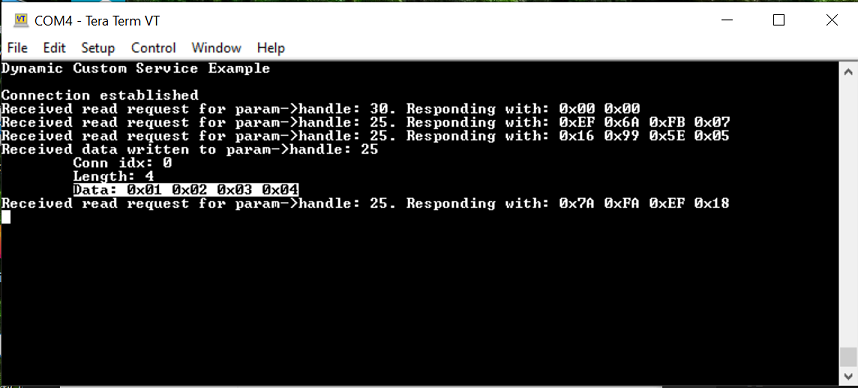 COM4 - Tera Term VT
File Edit Setup Control Window Help
Dynamic Custom Service Example
Connection established
Received read request for param->handle: 30. Responding with: 0x00 0x00
Received read request for param->handle: 25. Responding with: 0xEF 0x6A 0xFB 0x07
Received read request for param->handle: 25. Responding with: 0x16 0x99 0x5E 0x05
Received data written to param->handle: 25
Conn idx: 0
Length: 4
Data: 0x01 0x02 0x03 0x04
Received read request for param->handle: 25. Responding with: 0x7A 0xFA 0xEF 0x18